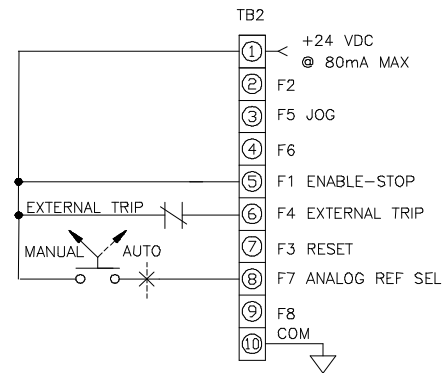 TB2
1 +24 VDC
@ 80mA MAX
2 F2
3 F5 JOG
4 F6
5 F1 ENABLE-STOP
EXTERNAL TRIP 6 F4 EXTERNAL TRIP
7 F3 RESET
MANUAL AUTO 8 F7 ANALOG REF SEL
9 F8
10 COM